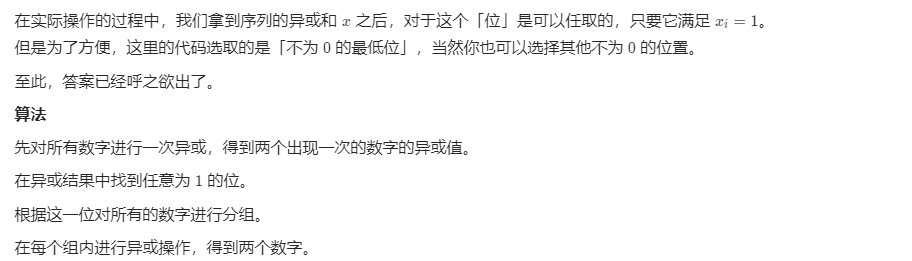 在实际操作的过程中，我们拿到序列的异或和 x 之后，对于这个「位」是可以任取的，只要它满足 xᵢ = 1。
但是为了方便，这里的代码选取的是「不为 0 的最低位」，当然你也可以选择其他不为 0 的位置。
至此，答案已经呼之欲出了。
算法
先对所有数字进行一次异或，得到两个出现一次的数字的异或值。
在异或结果中找到任意为 1 的位。
根据这一位对所有的数字进行分组。
在每个组内进行异或操作，得到两个数字。